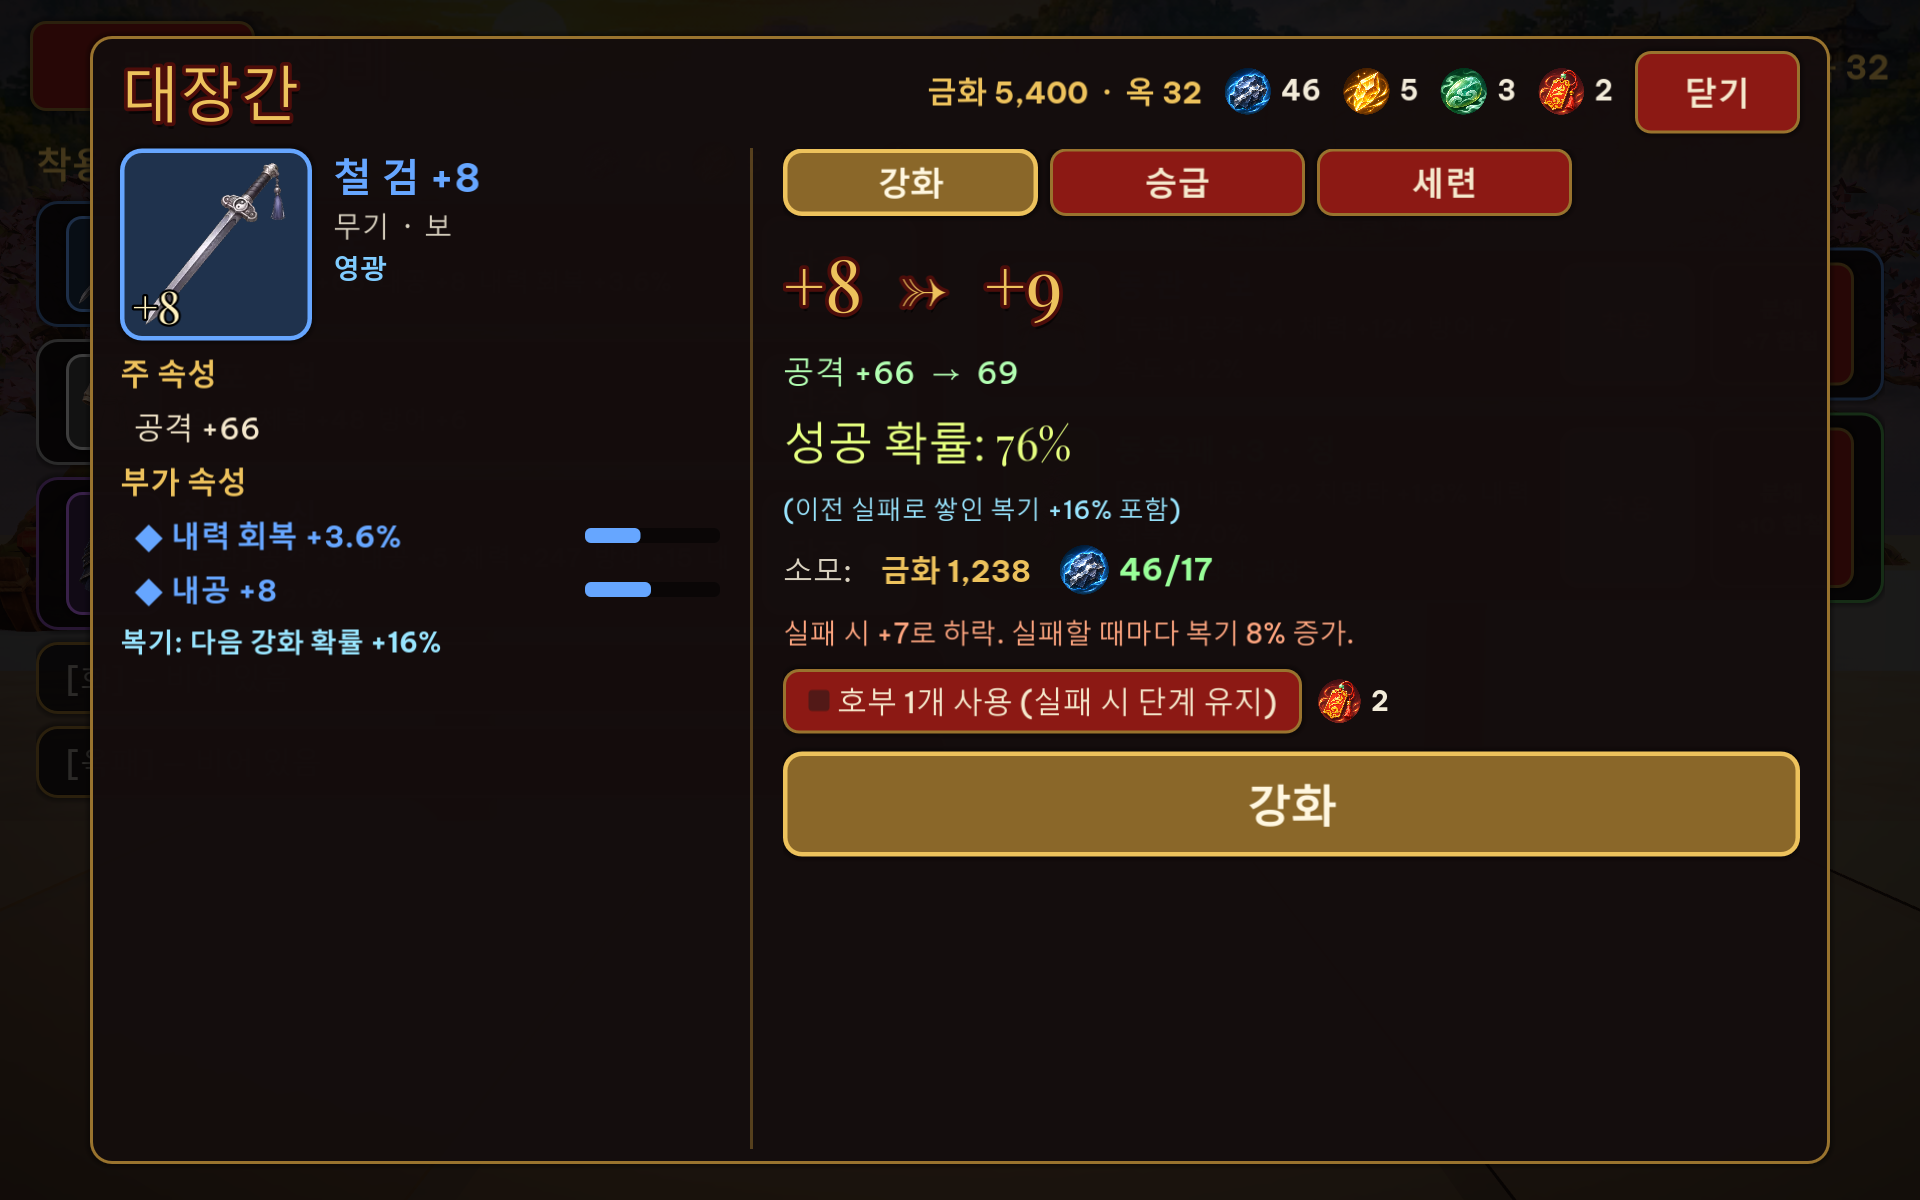 대장간
금화 5,400 · 옥 32 46 5 3 2 닫기
32
착용
철 검 +8
무기 · 보
영광
+8
주 속성
공격 +66
부가 속성
◆ 내력 회복 +3.6%
◆ 내공 +8
복기: 다음 강화 확률 +16%
강화 승급 세련
+8 +9
공격 +66 → 69
성공 확률: 76%
(이전 실패로 쌓인 복기 +16% 포함)
소모: 금화 1,238 46/17
실패 시 +7로 하락. 실패할 때마다 복기 8% 증가.
호부 1개 사용 (실패 시 단계 유지) 2
강화